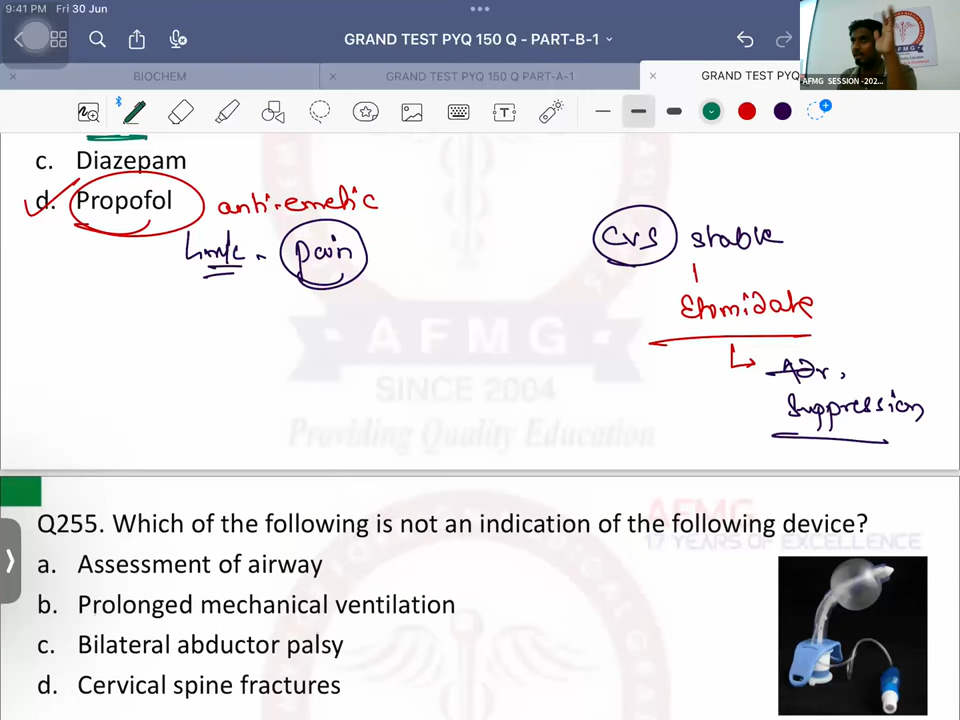 9:41 PM Fri 30 Jun
GRAND TEST PYQ 150 Q - PART-B-1
AFMG SESSION -202...
BIOCHEM
GRAND TEST PYQ 150 Q PART-A-1
GRAND TEST PYQ
c. Diazepam
d. Propofol
anti-emetic
pain
CVS stable
Etomidate
Adr.
Suppression
AFMG
SINCE 2004
Providing Quality Education
AFMG
17 YEARS OF EXCELLENCE
Q255. Which of the following is not an indication of the following device?
a. Assessment of airway
b. Prolonged mechanical ventilation
c. Bilateral abductor palsy
d. Cervical spine fractures